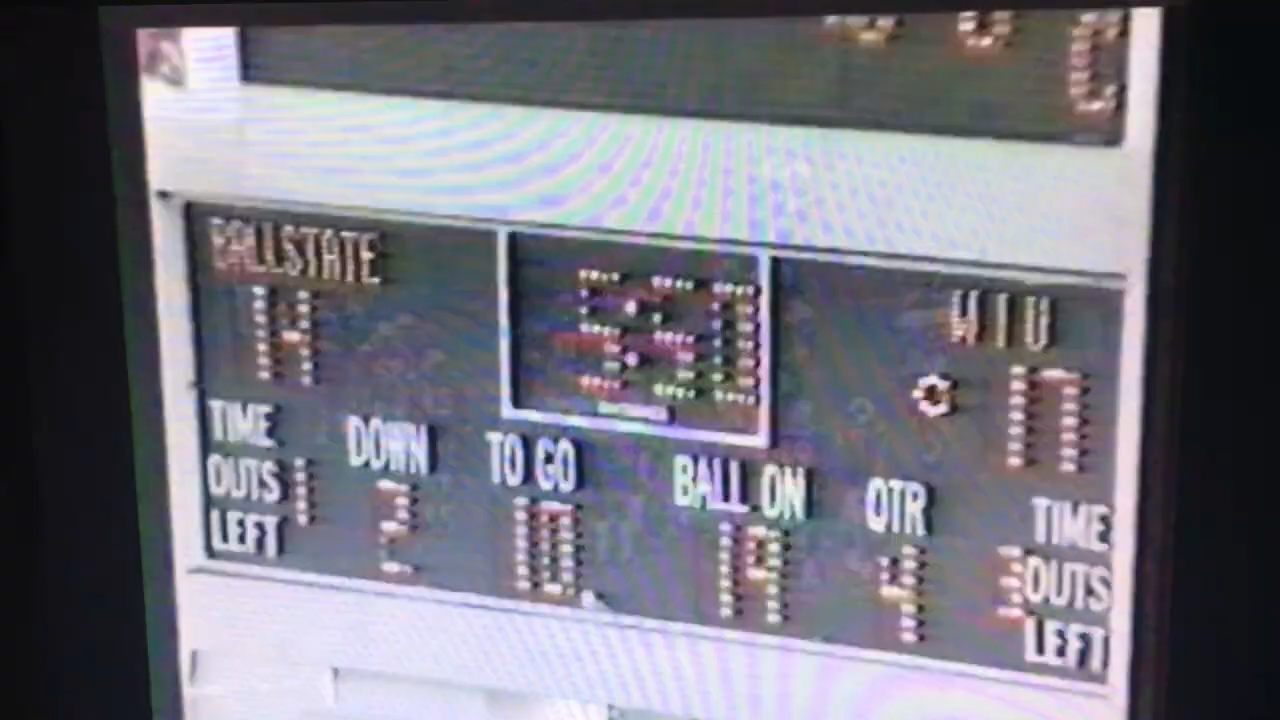 BALLSTATE
WIU
14
17
TIME OUTS LEFT 1
DOWN 2
TO GO 10
BALL ON 19
QTR 4
3 TIME OUTS LEFT